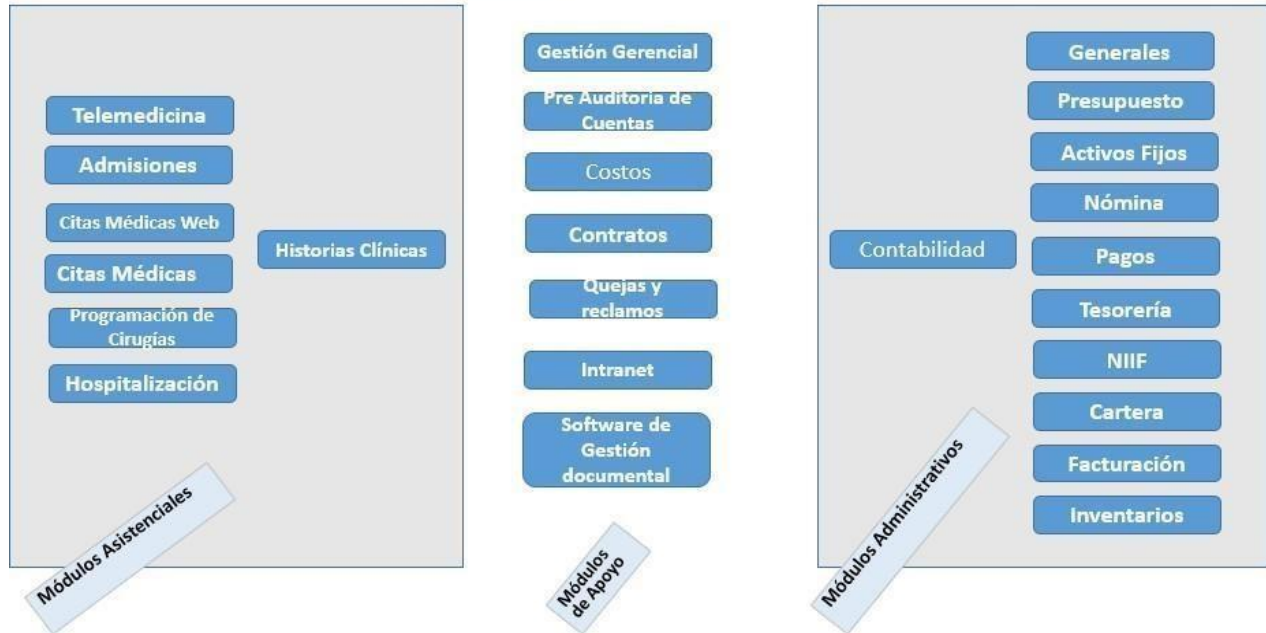 Telemedicina
Admisiones
Citas Médicas Web
Citas Médicas
Programación de
Cirugías
Hospitalización
Historias Clínicas
Módulos Asistenciales
Gestión Gerencial
Pre Auditoria de
Cuentas
Costos
Contratos
Quejas y
reclamos
Intranet
Software de
Gestión
documental
Módulos
de Apoyo
Contabilidad
Generales
Presupuesto
Activos Fijos
Nómina
Pagos
Tesorería
NIIF
Cartera
Facturación
Inventarios
Módulos Administrativos